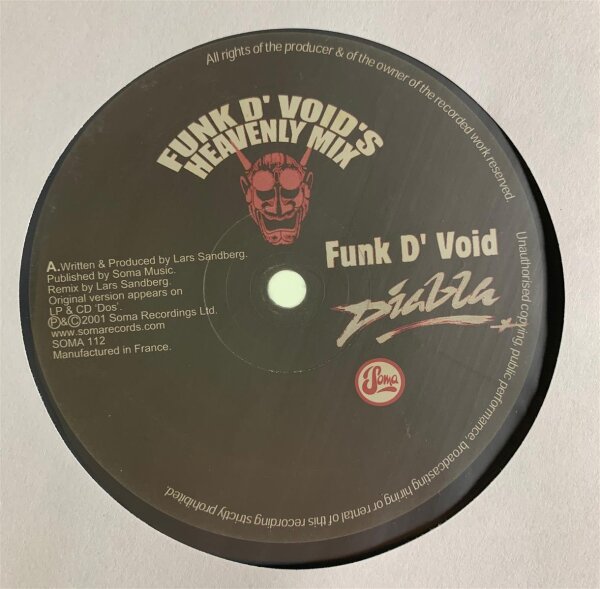 All rights of the producer & of the owner of the recorded work reserved.
FUNK D' VOID'S
HEAVENLY MIX
Funk D' Void
Diabla
A.Written & Produced by Lars Sandberg.
Published by Soma Music.
Remix by Lars Sandberg.
Original version appears on
LP & CD 'Dos'.
℗&©2001 Soma Recordings Ltd.
www.somarecords.com
SOMA 112
Manufactured in France.
Soma
Unauthorised copying, public performance, broadcasting hiring or rental of this recording strictly prohibited.